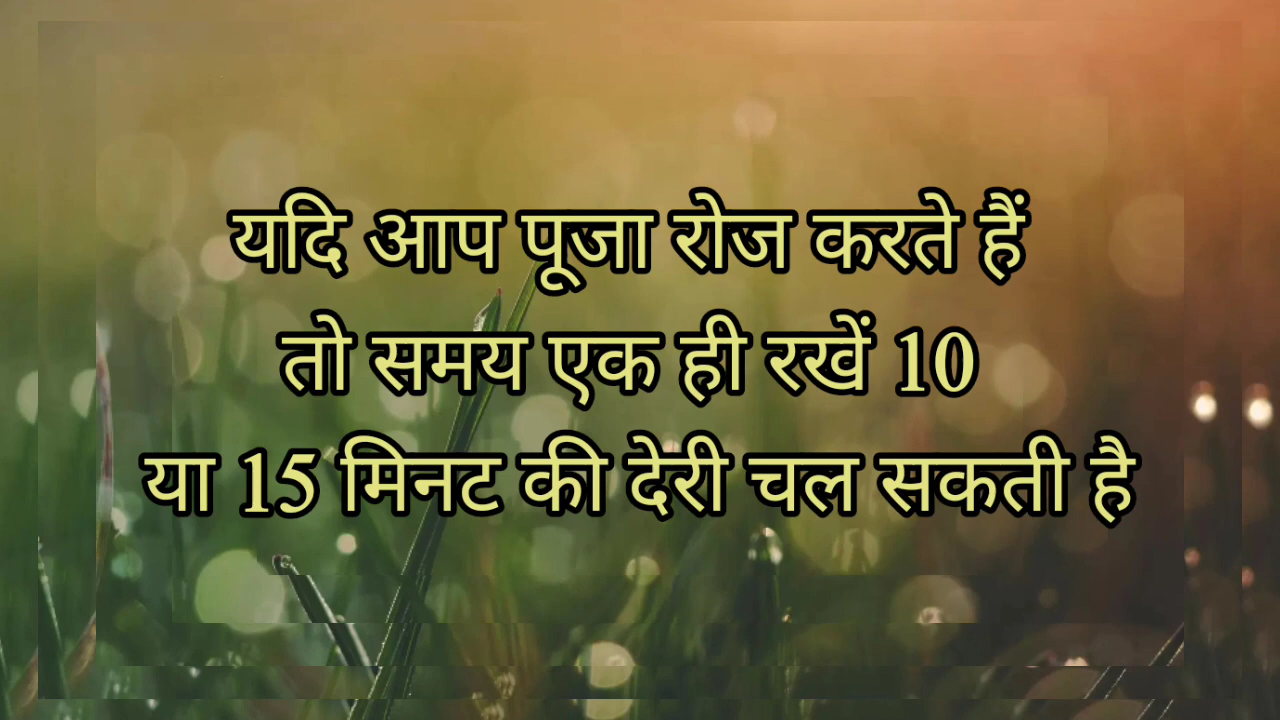 यदि आप पूजा रोज करते हैं
तो समय एक ही रखें 10
या 15 मिनट की देरी चल सकती है